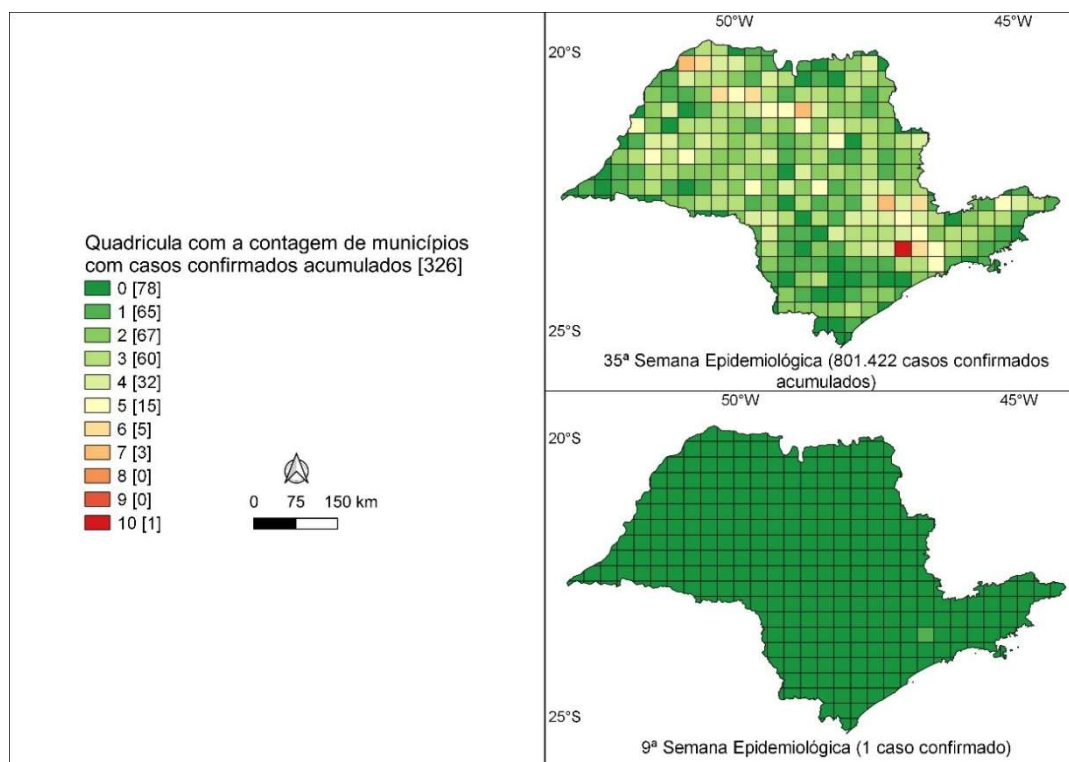 Quadricula com a contagem de municípios
com casos confirmados acumulados [326]
0 [78]
1 [65]
2 [67]
3 [60]
4 [32]
5 [15]
6 [5]
7 [3]
8 [0]
9 [0]
10 [1]
0 75 150 km
50°W 45°W
20°S
25°S
35ª Semana Epidemiológica (801.422 casos confirmados
acumulados)
50°W 45°W
20°S
25°S
9ª Semana Epidemiológica (1 caso confirmado)